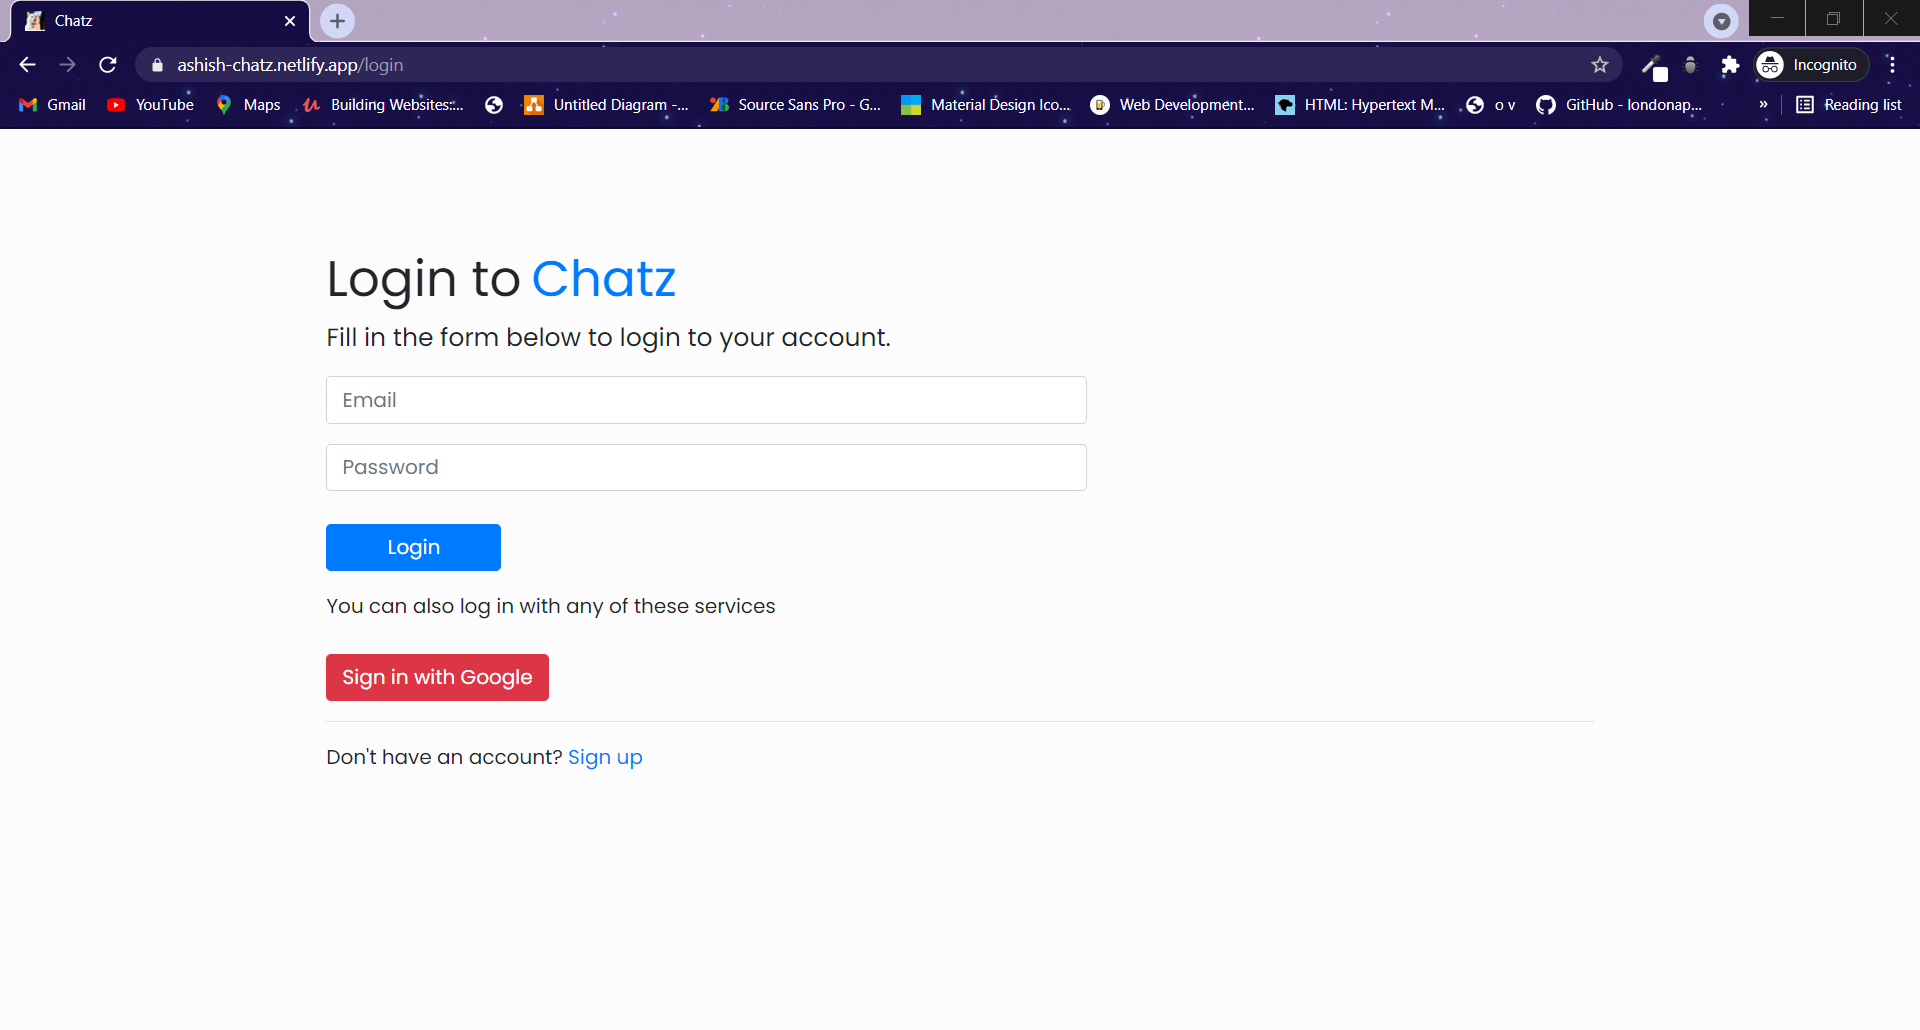 Chatz
ashish-chatz.netlify.app/login
Incognito
Gmail YouTube Maps Building Websites:... Untitled Diagram -... Source Sans Pro - G... Material Design Ico... Web Development... HTML: Hypertext M... o v GitHub - londonap... » Reading list
Login to Chatz
Fill in the form below to login to your account.
Email
Password
Login
You can also log in with any of these services
Sign in with Google
Don't have an account? Sign up